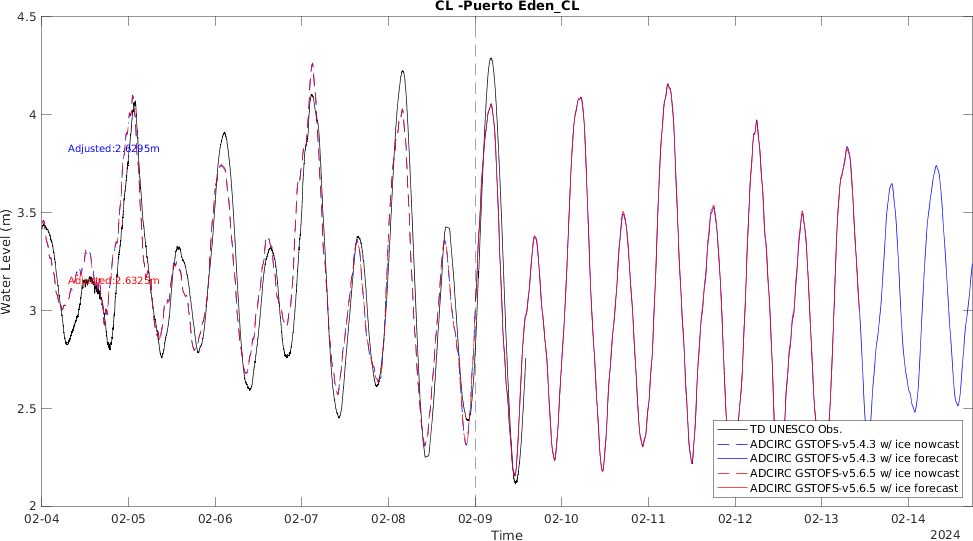 CL -Puerto Eden_CL
Water Level (m)
4.5
4
3.5
3
2.5
2
Adjusted:2.6295m
Adjusted:2.6325m
TD UNESCO Obs.
ADCIRC GSTOFS-v5.4.3 w/ ice nowcast
ADCIRC GSTOFS-v5.4.3 w/ ice forecast
ADCIRC GSTOFS-v5.6.5 w/ ice nowcast
ADCIRC GSTOFS-v5.6.5 w/ ice forecast
02-04 02-05 02-06 02-07 02-08 02-09 02-10 02-11 02-12 02-13 02-14
Time
2024